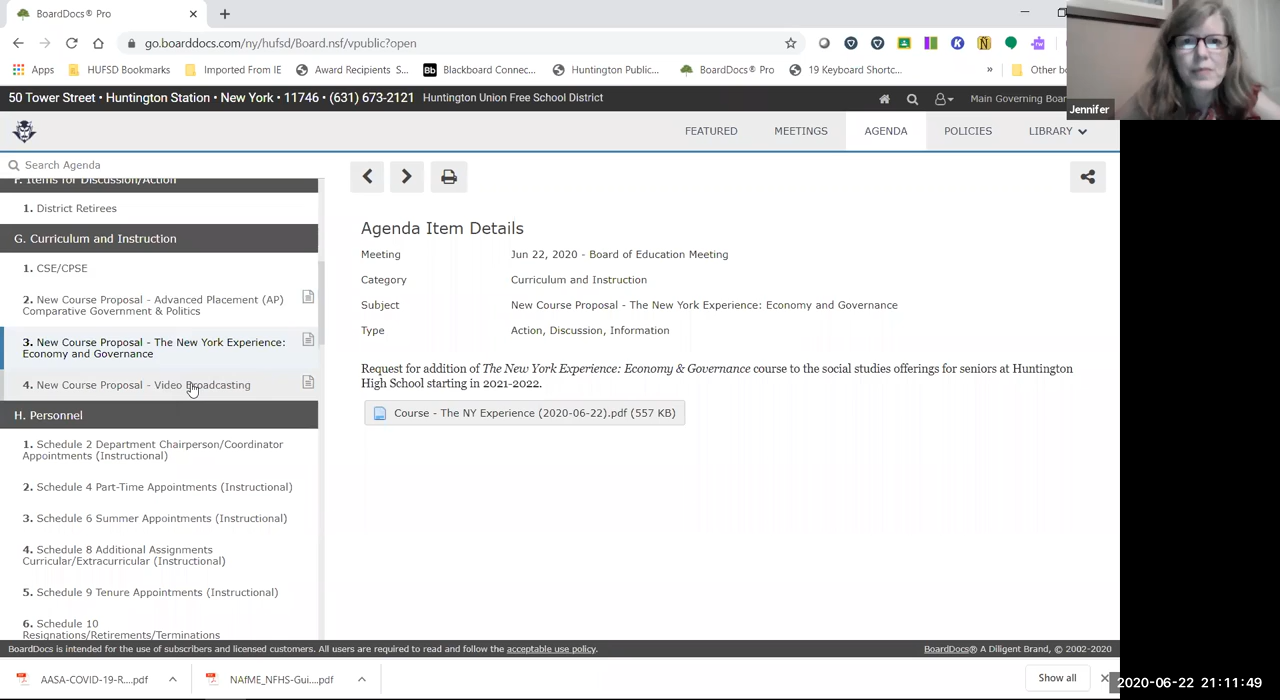 BoardDocs® Pro
go.boarddocs.com/ny/hufsd/Board.nsf/vpublic?open
Apps HUFSD Bookmarks Imported From IE Award Recipients S... Bb Blackboard Connec... Huntington Public... BoardDocs® Pro 19 Keyboard Shortc... » Other bo
50 Tower Street • Huntington Station • New York • 11746 • (631) 673-2121 Huntington Union Free School District Main Governing Boar
Jennifer
FEATURED MEETINGS AGENDA POLICIES LIBRARY
Search Agenda
F. Items for Discussion/Action
1. District Retirees
G. Curriculum and Instruction
1. CSE/CPSE
2. New Course Proposal - Advanced Placement (AP)
Comparative Government & Politics
3. New Course Proposal - The New York Experience:
Economy and Governance
4. New Course Proposal - Video Broadcasting
H. Personnel
1. Schedule 2 Department Chairperson/Coordinator
Appointments (Instructional)
2. Schedule 4 Part-Time Appointments (Instructional)
3. Schedule 6 Summer Appointments (Instructional)
4. Schedule 8 Additional Assignments
Curricular/Extracurricular (Instructional)
5. Schedule 9 Tenure Appointments (Instructional)
6. Schedule 10
Resignations/Retirements/Terminations
Agenda Item Details
Meeting Jun 22, 2020 - Board of Education Meeting
Category Curriculum and Instruction
Subject New Course Proposal - The New York Experience: Economy and Governance
Type Action, Discussion, Information
Request for addition of The New York Experience: Economy & Governance course to the social studies offerings for seniors at Huntington
High School starting in 2021-2022.
Course - The NY Experience (2020-06-22).pdf (557 KB)
BoardDocs is intended for the use of subscribers and licensed customers. All users are required to read and follow the acceptable use policy. BoardDocs® A Diligent Brand, © 2002-2020
AASA-COVID-19-R....pdf NAfME_NFHS-Gui....pdf Show all
2020-06-22 21:11:49